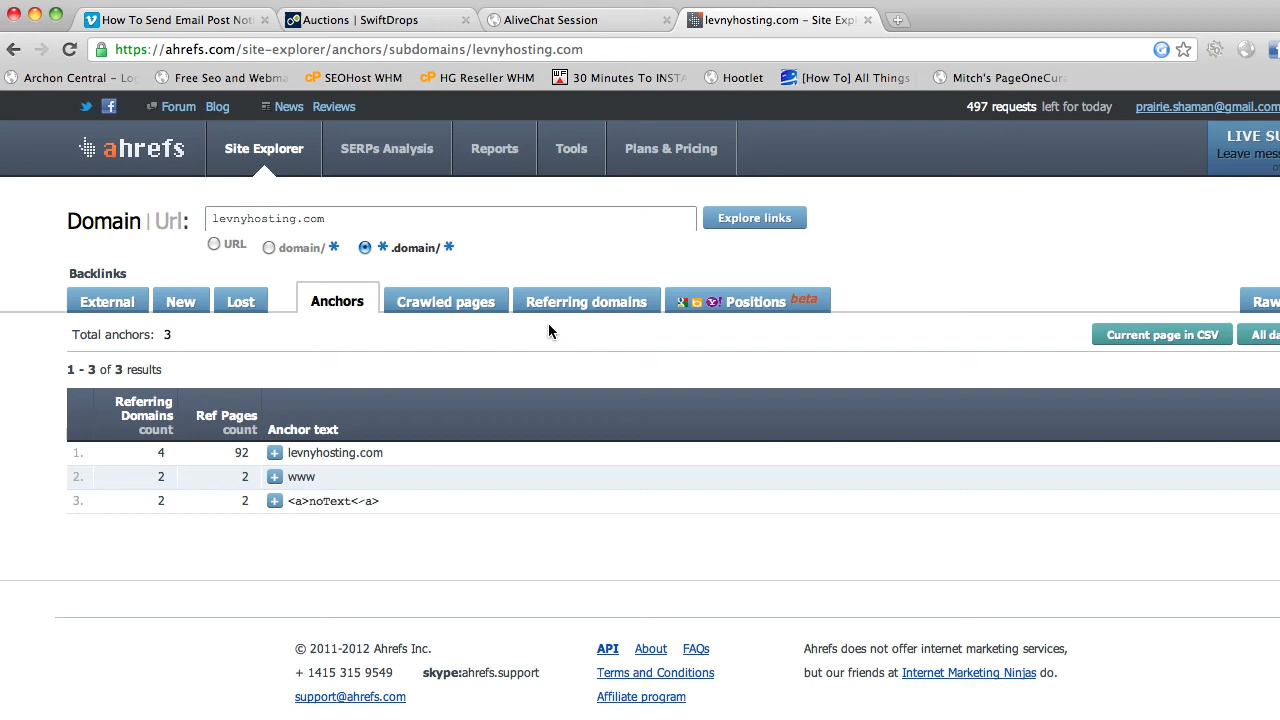 How To Send Email Post Not
Auctions | SwiftDrops
AliveChat Session
levnyhosting.com – Site Expl
https://ahrefs.com/site-explorer/anchors/subdomains/levnyhosting.com
Archon Central – Lo
Free Seo and Webma
SEOHost WHM
HG Reseller WHM
30 Minutes To INSTA
Hootlet
[How To] All Things
Mitch's PageOneCura
Forum
Blog
News
Reviews
497 requests left for today
prairie.shaman@gmail.com
ahrefs
Site Explorer
SERPs Analysis
Reports
Tools
Plans & Pricing
LIVE SU
Leave mes
Domain | Url:
levnyhosting.com
Explore links
URL
domain/ *
* .domain/ *
Backlinks
External
New
Lost
Anchors
Crawled pages
Referring domains
Positions beta
Raw
Total anchors: 3
Current page in CSV
All da
1 - 3 of 3 results
Referring Domains count
Ref Pages count
Anchor text
1. 4 92 levnyhosting.com
2. 2 2 www
3. 2 2 <a>noText</a>
© 2011-2012 Ahrefs Inc.
+ 1415 315 9549 skype:ahrefs.support
support@ahrefs.com
API About FAQs
Terms and Conditions
Affiliate program
Ahrefs does not offer internet marketing services,
but our friends at Internet Marketing Ninjas do.